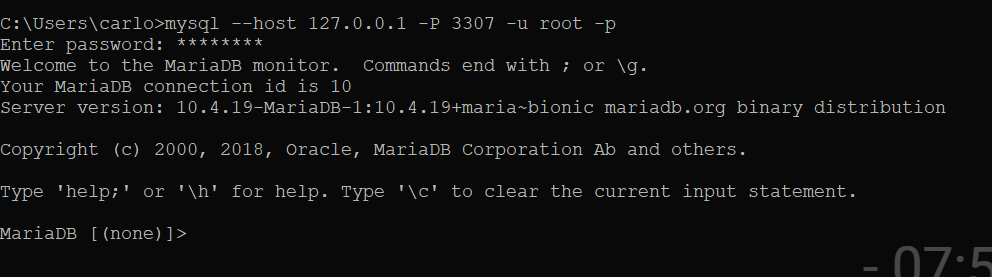 C:\Users\carlo>mysql --host 127.0.0.1 -P 3307 -u root -p
Enter password: ********
Welcome to the MariaDB monitor.  Commands end with ; or \g.
Your MariaDB connection id is 10
Server version: 10.4.19-MariaDB-1:10.4.19+maria~bionic mariadb.org binary distribution
Copyright (c) 2000, 2018, Oracle, MariaDB Corporation Ab and others.
Type 'help;' or '\h' for help. Type '\c' to clear the current input statement.
MariaDB [(none)]>
- 07:5